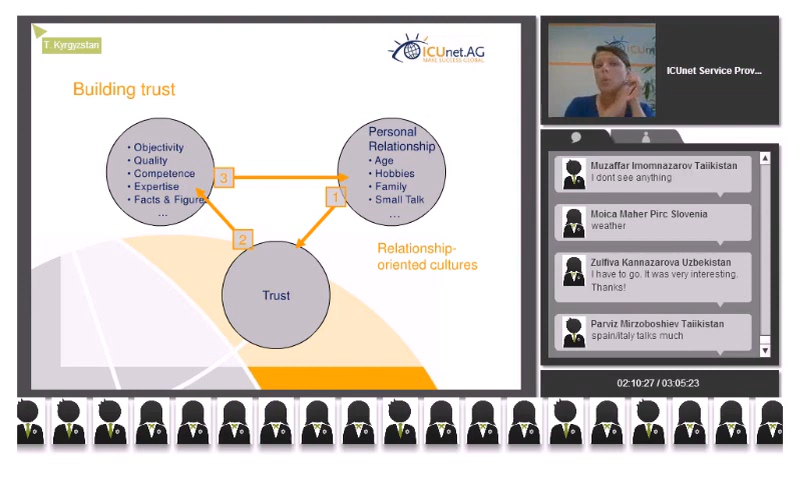 T. Kyrgyzstan
ICUnet.AG
MAKE SUCCESS GLOBAL
Building trust
• Objectivity
• Quality
• Competence
• Expertise
• Facts & Figures
...
3
Personal
Relationship
• Age
• Hobbies
• Family
• Small Talk
...
1
2
Trust
Relationship-
oriented cultures
ICUnet Service Prov...
Muzaffar Imomnazarov Taiikistan
I dont see anything
Moica Maher Pirc Slovenia
weather
Zulfiva Kannazarova Uzbekistan
I have to go. It was very interesting.
Thanks!
Parviz Mirzoboshiev Taiikistan
spain/italy talks much
02:10:27 / 03:05:23